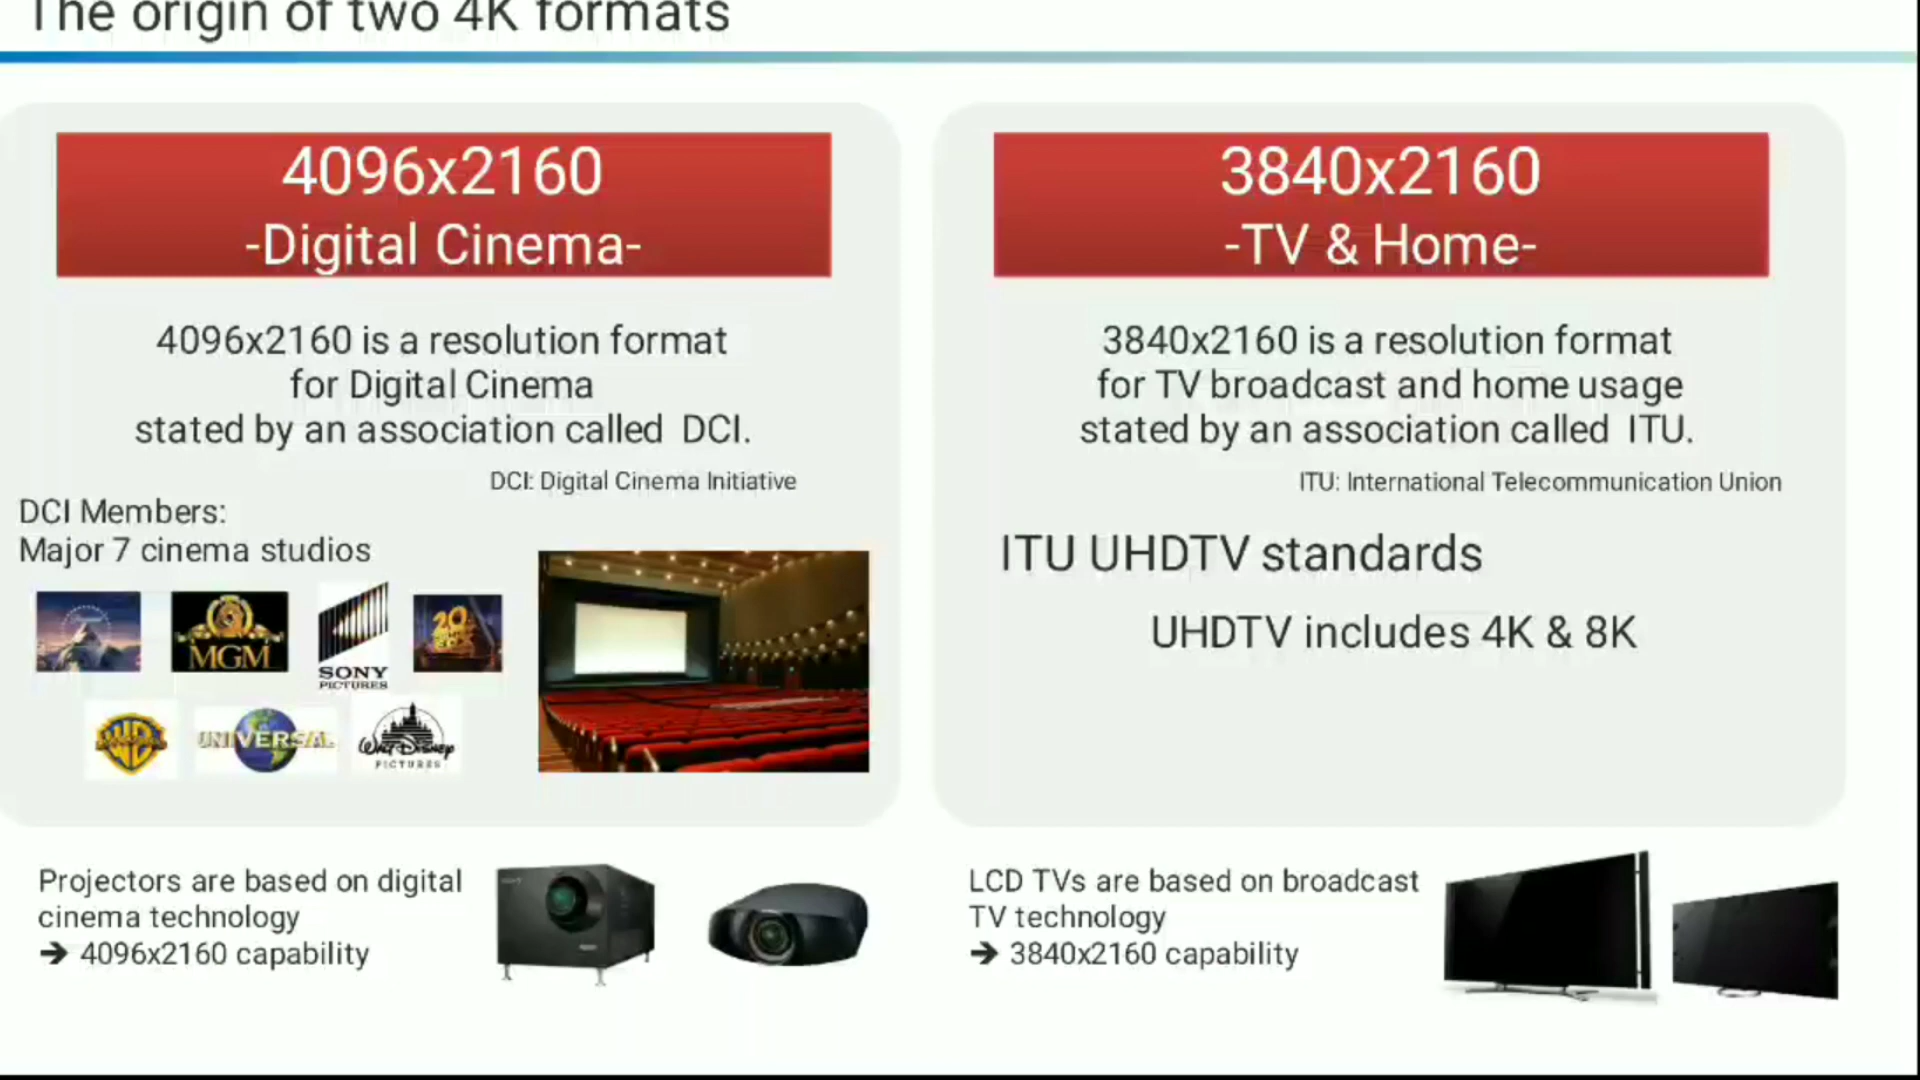 The origin of two 4K formats
4096x2160
-Digital Cinema-
4096x2160 is a resolution format
for Digital Cinema
stated by an association called DCI.
DCI: Digital Cinema Initiative
DCI Members:
Major 7 cinema studios
MGM
SONY
PICTURES
20
UNIVERSAL
WALT DISNEY
PICTURES
Projectors are based on digital
cinema technology
➔ 4096x2160 capability
3840x2160
-TV & Home-
3840x2160 is a resolution format
for TV broadcast and home usage
stated by an association called ITU.
ITU: International Telecommunication Union
ITU UHDTV standards
UHDTV includes 4K & 8K
LCD TVs are based on broadcast
TV technology
➔ 3840x2160 capability